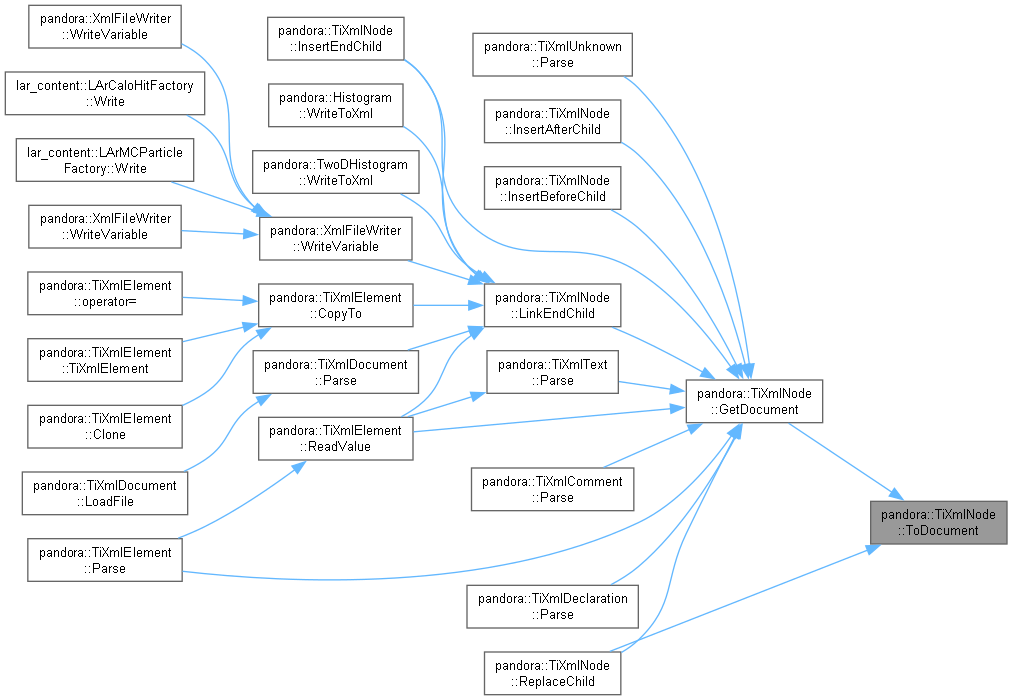 pandora::XmlFileWriter
::WriteVariable
lar_content::LArCaloHitFactory
::Write
lar_content::LArMCParticle
Factory::Write
pandora::XmlFileWriter
::WriteVariable
pandora::TiXmlElement
::operator=
pandora::TiXmlElement
::TiXmlElement
pandora::TiXmlElement
::Clone
pandora::TiXmlDocument
::LoadFile
pandora::TiXmlElement
::Parse
pandora::TiXmlNode
::InsertEndChild
pandora::Histogram
::WriteToXml
pandora::TwoDHistogram
::WriteToXml
pandora::XmlFileWriter
::WriteVariable
pandora::TiXmlElement
::CopyTo
pandora::TiXmlDocument
::Parse
pandora::TiXmlElement
::ReadValue
pandora::TiXmlUnknown
::Parse
pandora::TiXmlNode
::InsertAfterChild
pandora::TiXmlNode
::InsertBeforeChild
pandora::TiXmlNode
::LinkEndChild
pandora::TiXmlText
::Parse
pandora::TiXmlComment
::Parse
pandora::TiXmlDeclaration
::Parse
pandora::TiXmlNode
::ReplaceChild
pandora::TiXmlNode
::GetDocument
pandora::TiXmlNode
::ToDocument